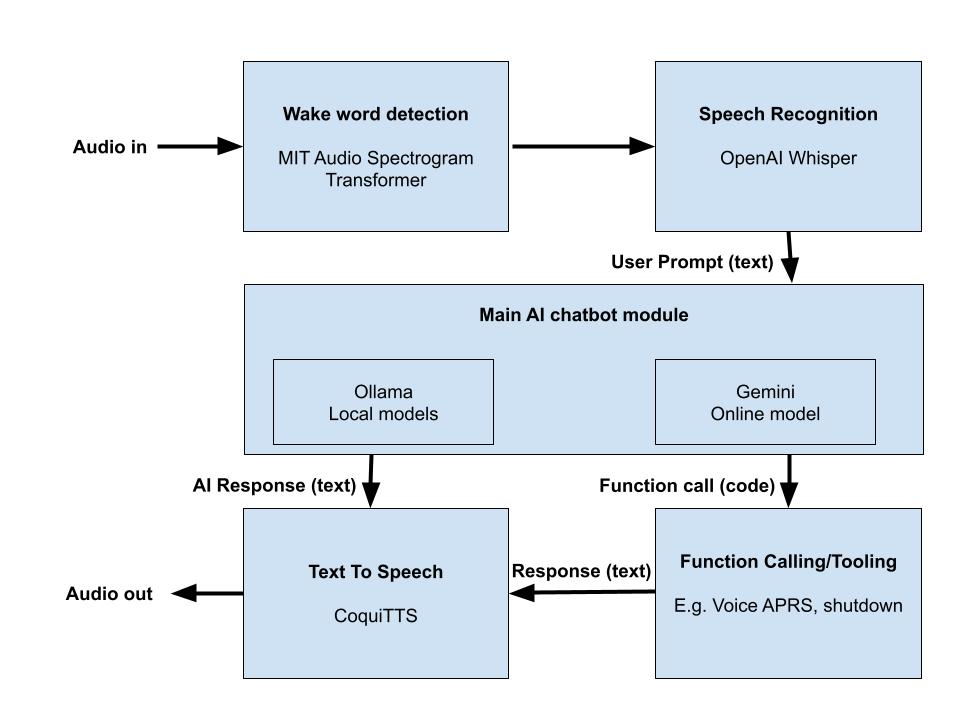 Audio in
Wake word detection
MIT Audio Spectrogram
Transformer
Speech Recognition
OpenAI Whisper
User Prompt (text)
Main AI chatbot module
Ollama
Local models
Gemini
Online model
AI Response (text)
Function call (code)
Text To Speech
CoquiTTS
Audio out
Response (text)
Function Calling/Tooling
E.g. Voice APRS, shutdown